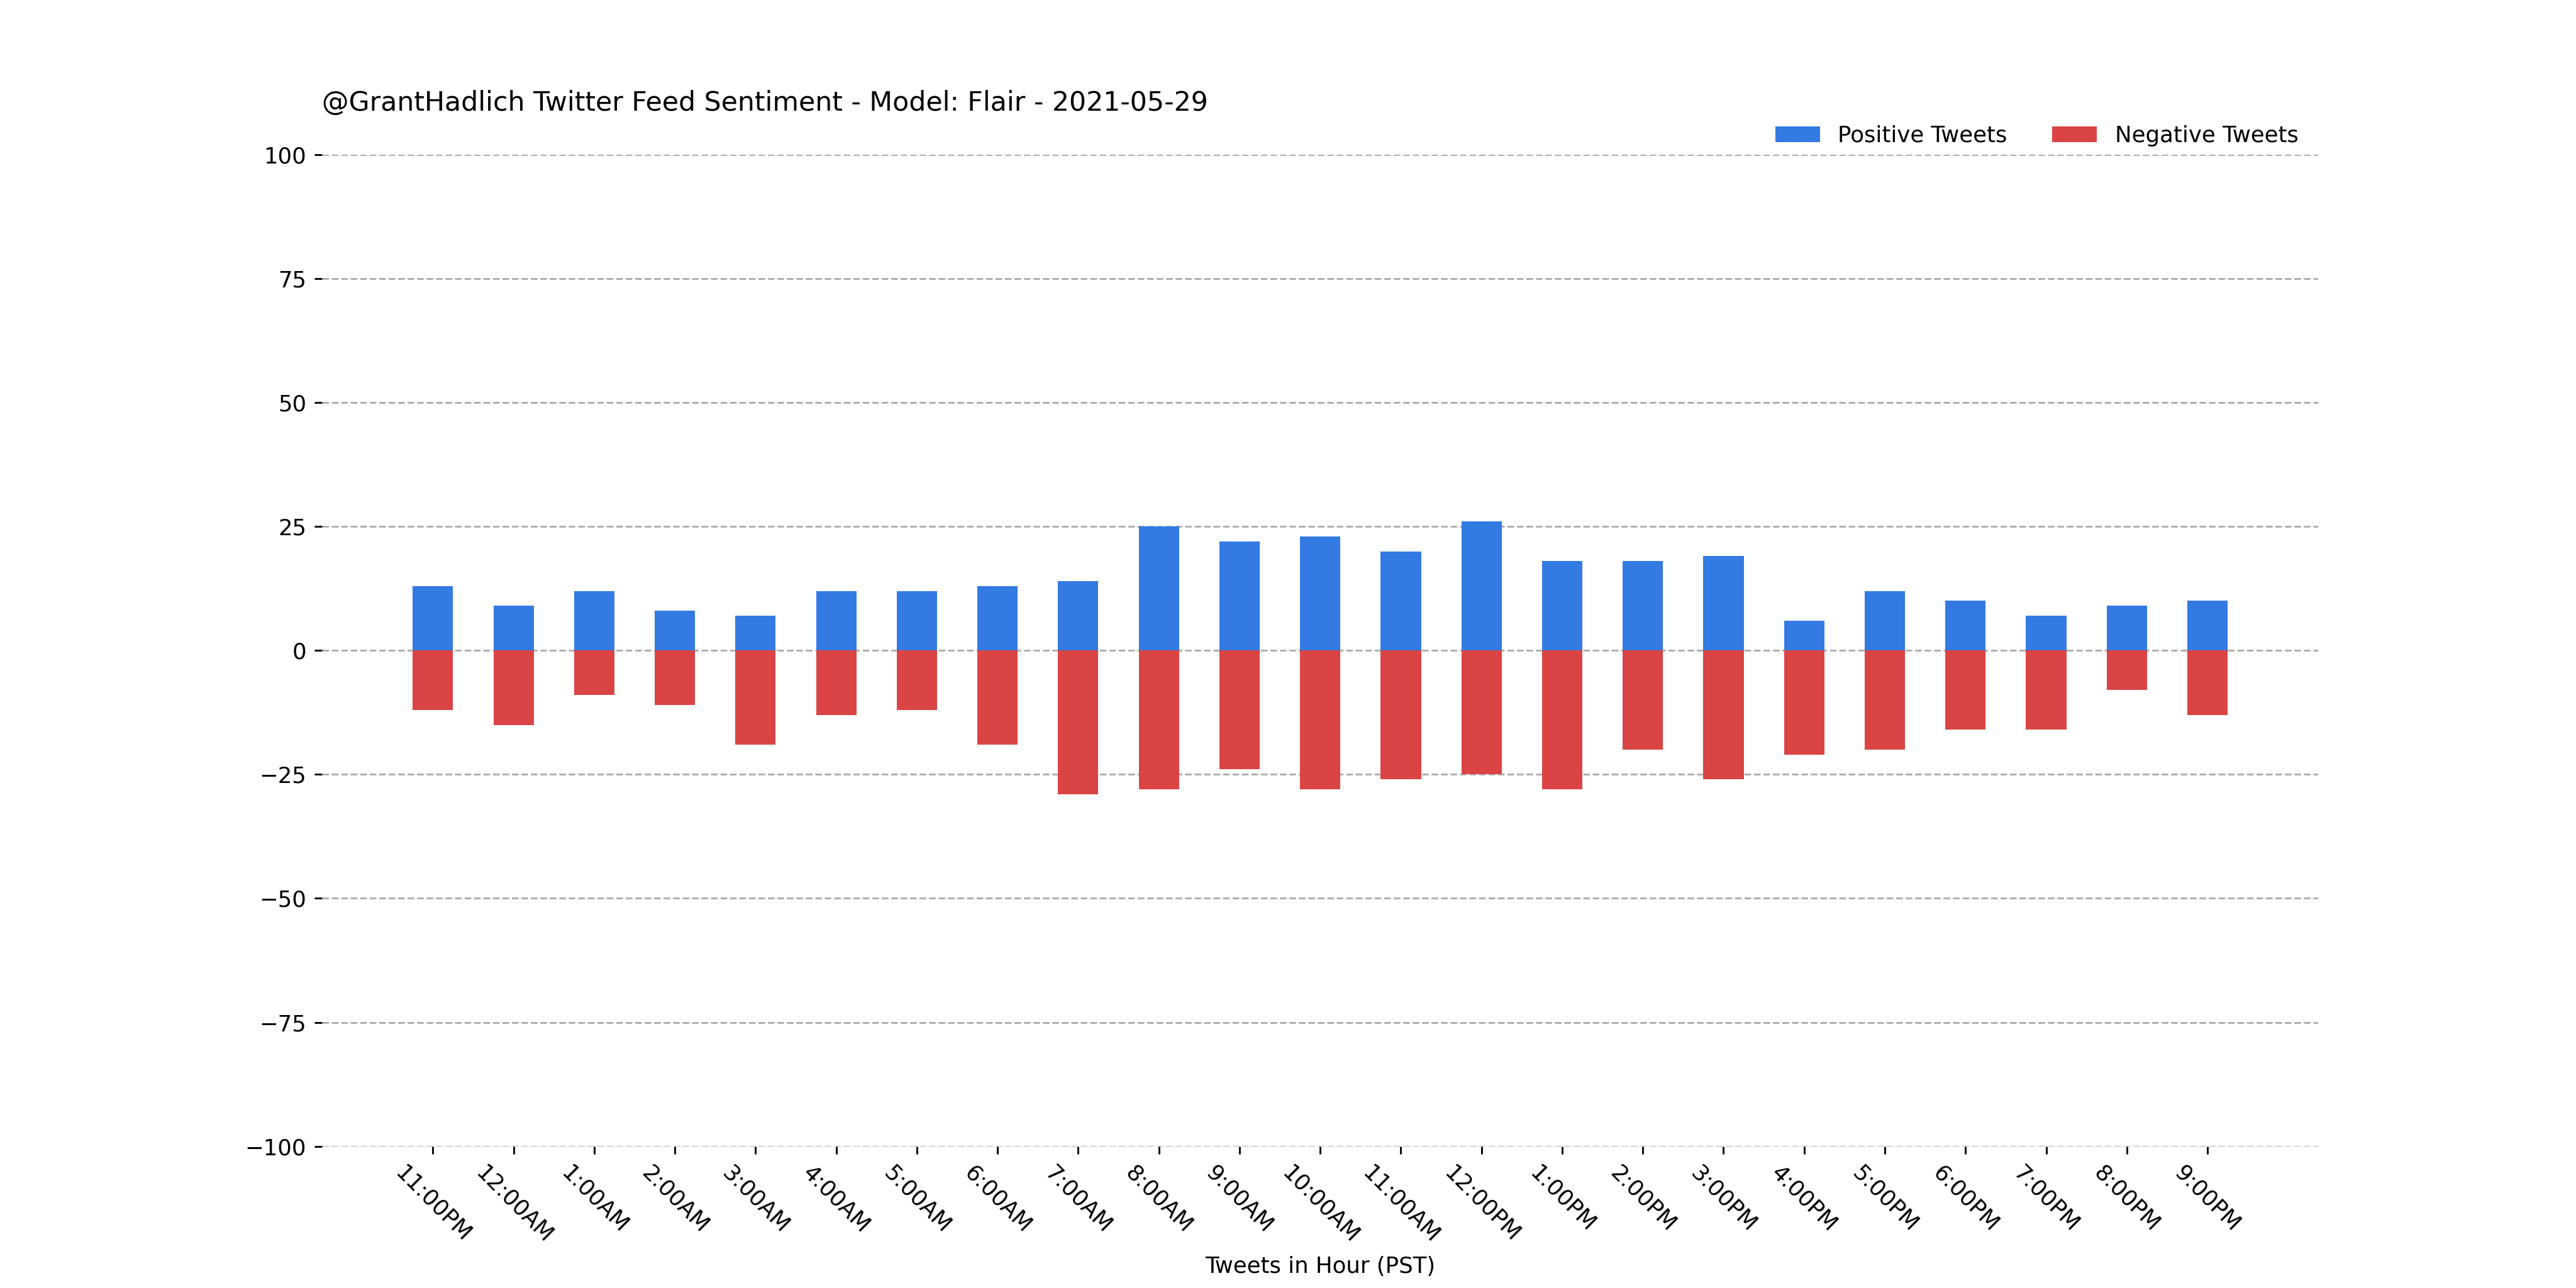 @GrantHadlich Twitter Feed Sentiment - Model: Flair - 2021-05-29
Positive Tweets
Negative Tweets
100
75
50
25
0
−25
−50
−75
−100
11:00PM
12:00AM
1:00AM
2:00AM
3:00AM
4:00AM
5:00AM
6:00AM
7:00AM
8:00AM
9:00AM
10:00AM
11:00AM
12:00PM
1:00PM
2:00PM
3:00PM
4:00PM
5:00PM
6:00PM
7:00PM
8:00PM
9:00PM
Tweets in Hour (PST)